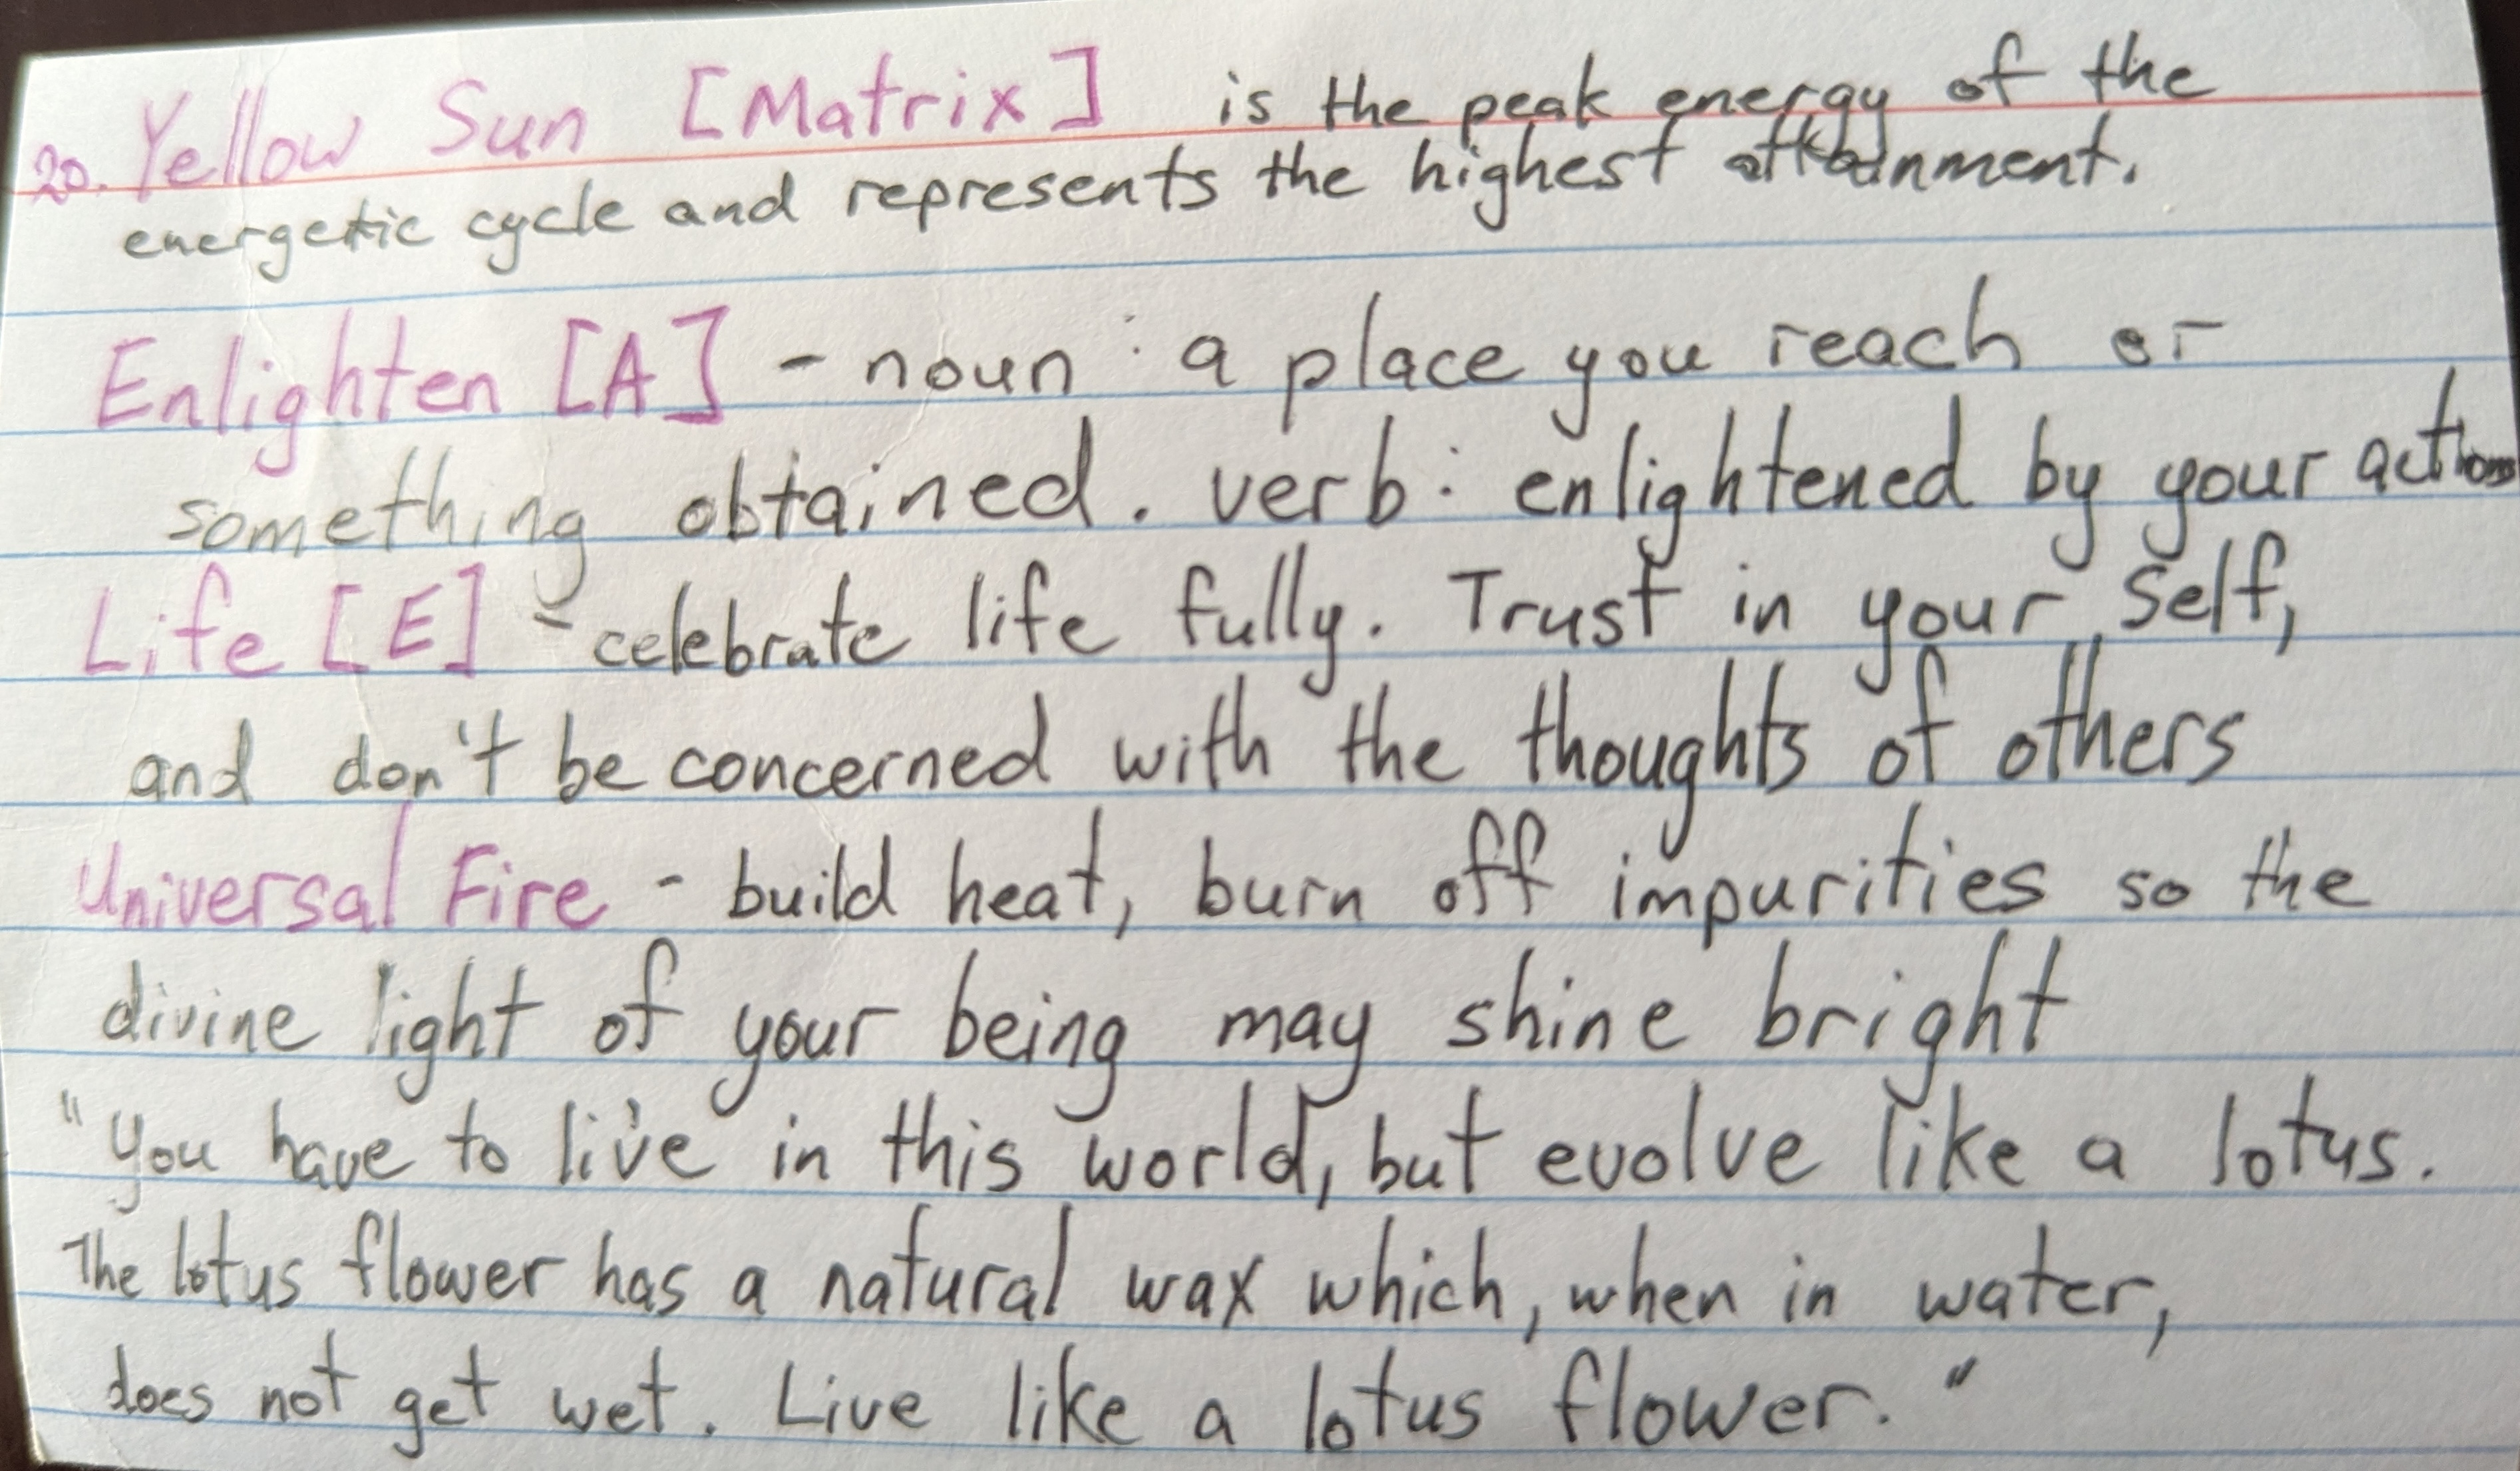 20. Yellow Sun [Matrix] is the peak energy of the
energetic cycle and represents the highest attainment.
Enlighten [A] - noun: a place you reach or
something obtained. verb: enlightened by your actions
Life [E] - celebrate life fully. Trust in your Self,
and don't be concerned with the thoughts of others
Universal Fire - build heat, burn off impurities so the
divine light of your being may shine bright
"You have to live in this world, but evolve like a lotus.
The lotus flower has a natural wax which, when in water,
does not get wet. Live like a lotus flower."